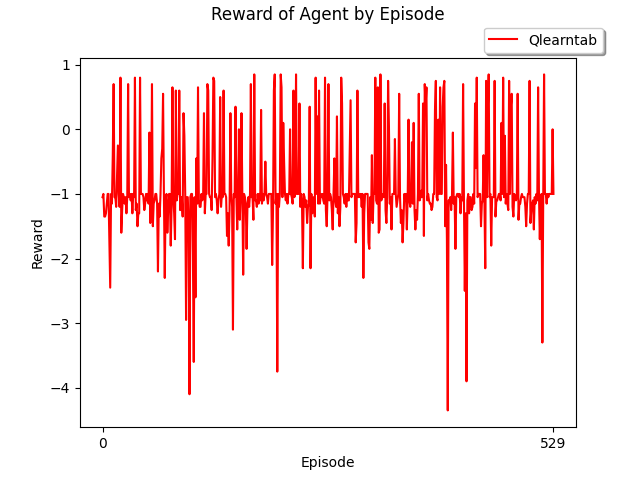 Reward of Agent by Episode
Qlearntab
1
0
−1
−2
−3
−4
Reward
0
529
Episode